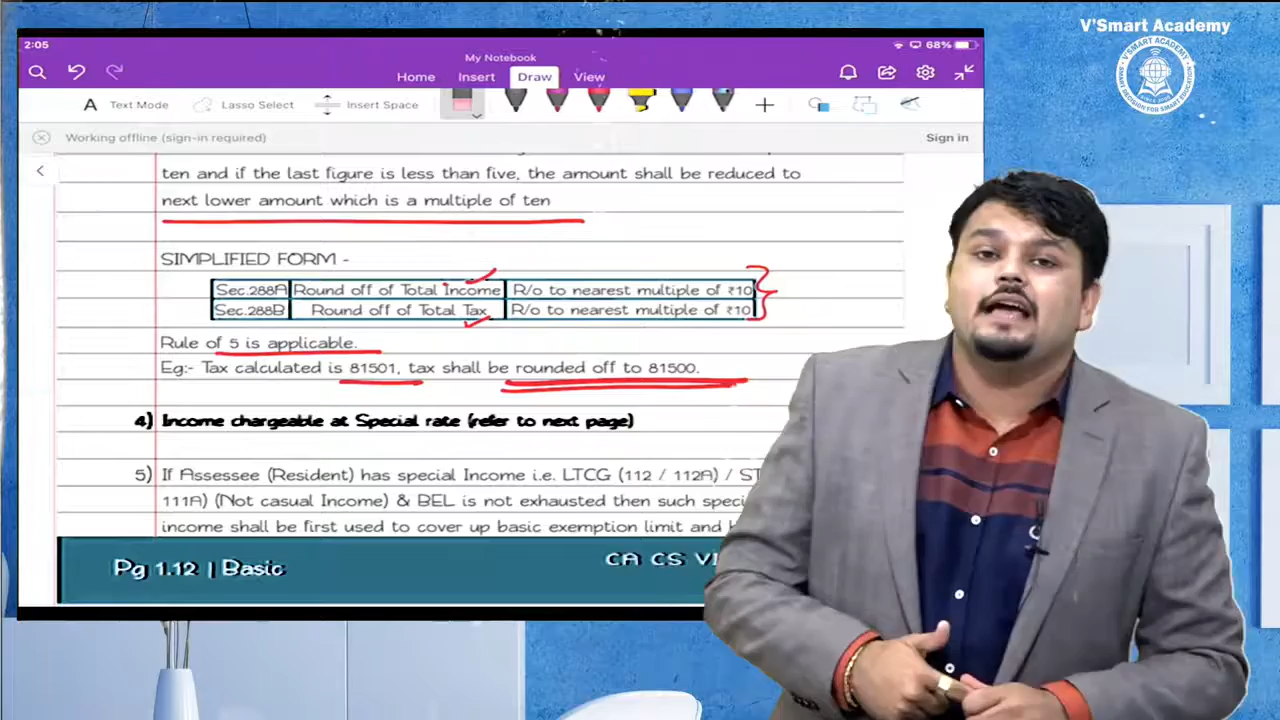 V'Smart Academy
2:05
68%
My Notebook
Home Insert Draw View
Text Mode Lasso Select Insert Space
Working offline (sign-in required) Sign in
ten and if the last figure is less than five, the amount shall be reduced to
next lower amount which is a multiple of ten
SIMPLIFIED FORM -
Sec.288A Round off of Total Income R/o to nearest multiple of ₹10
Sec.288B Round off of Total Tax R/o to nearest multiple of ₹10
Rule of 5 is applicable.
Eg:- Tax calculated is 81501, tax shall be rounded off to 81500.
4) Income chargeable at Special rate (refer to next page)
5) If Assessee (Resident) has special Income i.e. LTCG (112 / 112A) /
111A) (Not casual Income) & BEL is not exhausted then such
income shall be first used to cover up basic exemption limit and
Pg 1.12 | Basic
CA CS